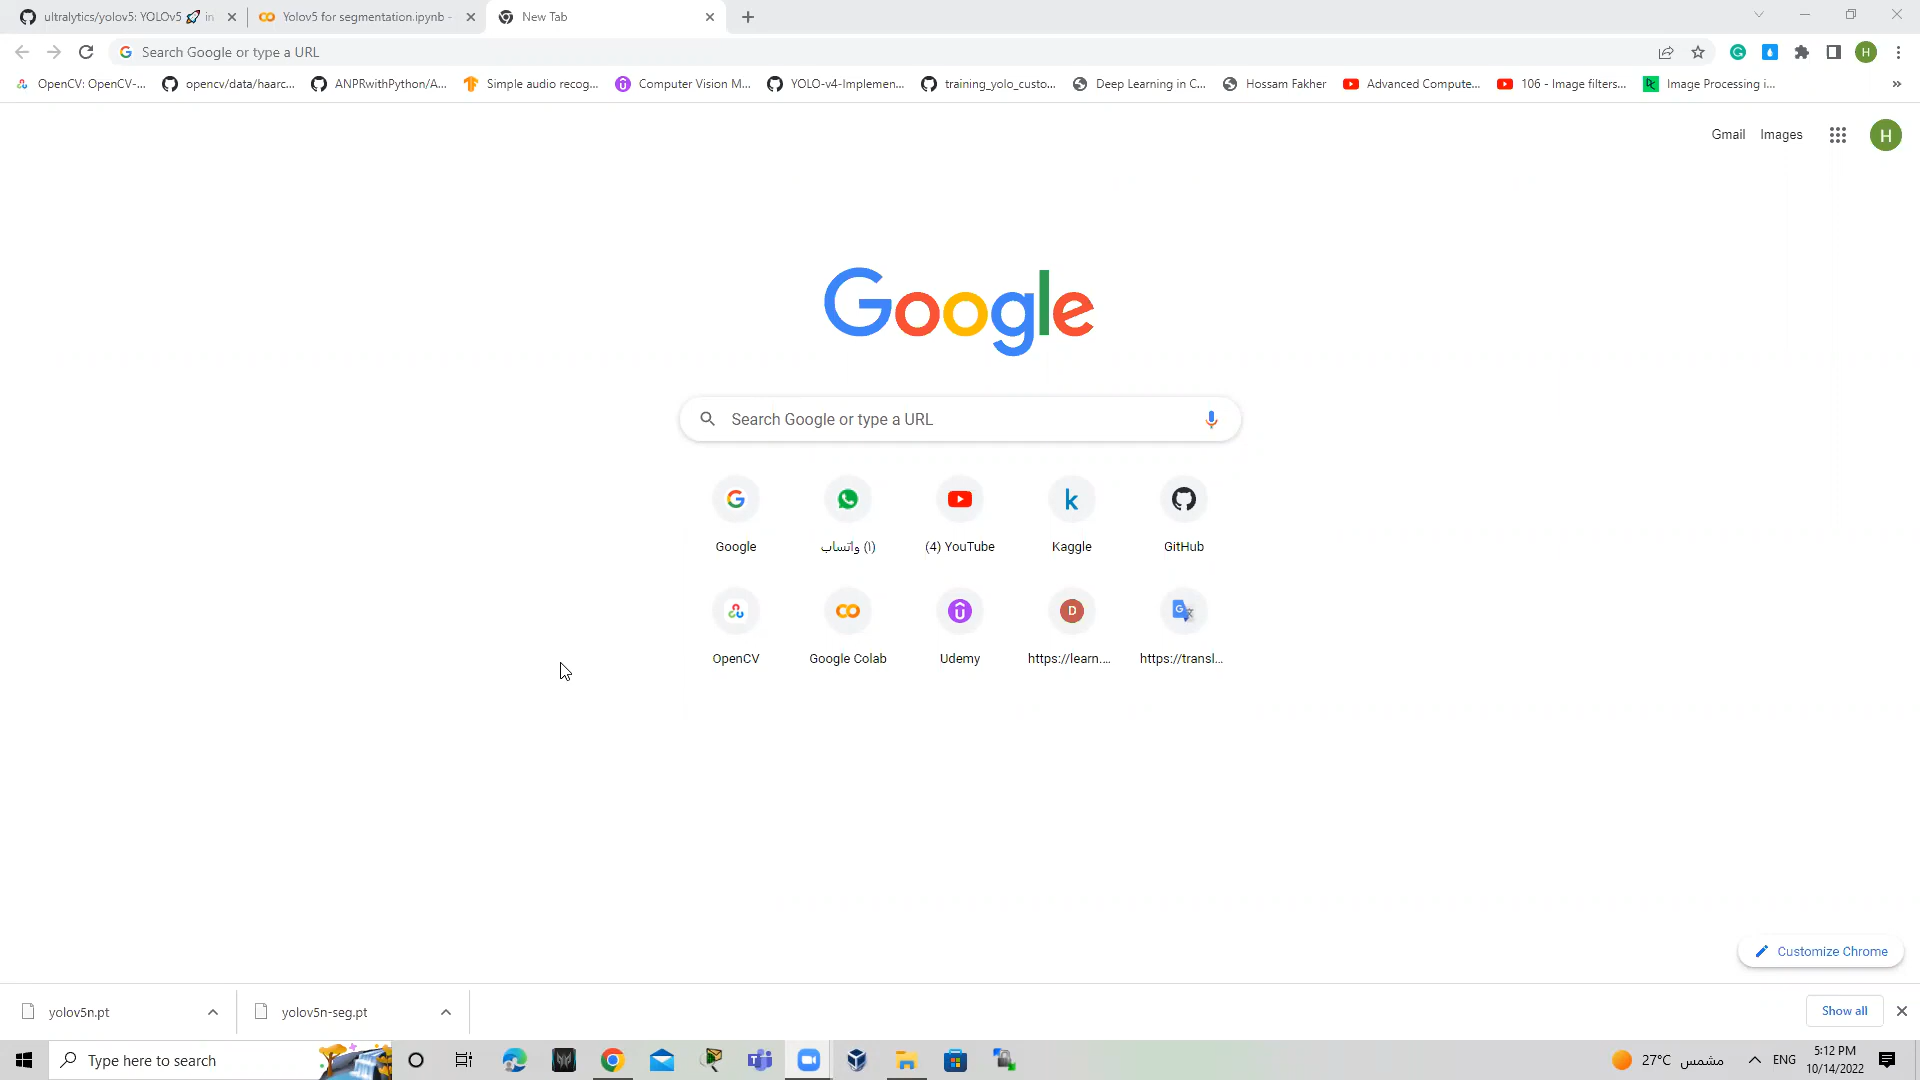 ultralytics/yolov5: YOLOv5 🚀 in
Yolov5 for segmentation.ipynb -
New Tab
Search Google or type a URL
OpenCV: OpenCV-...
opencv/data/haarc...
ANPRwithPython/A...
Simple audio recog...
Computer Vision M...
YOLO-v4-Implemen...
training_yolo_custo...
Deep Learning in C...
Hossam Fakher
Advanced Compute...
106 - Image filters...
Image Processing i...
Gmail Images H
Google
Search Google or type a URL
Google
(١) واتساب
(4) YouTube
Kaggle
GitHub
OpenCV
Google Colab
Udemy
https://learn....
https://transl...
Customize Chrome
yolov5n.pt
yolov5n-seg.pt
Show all
Type here to search
27°C مشمس
ENG
5:12 PM
10/14/2022